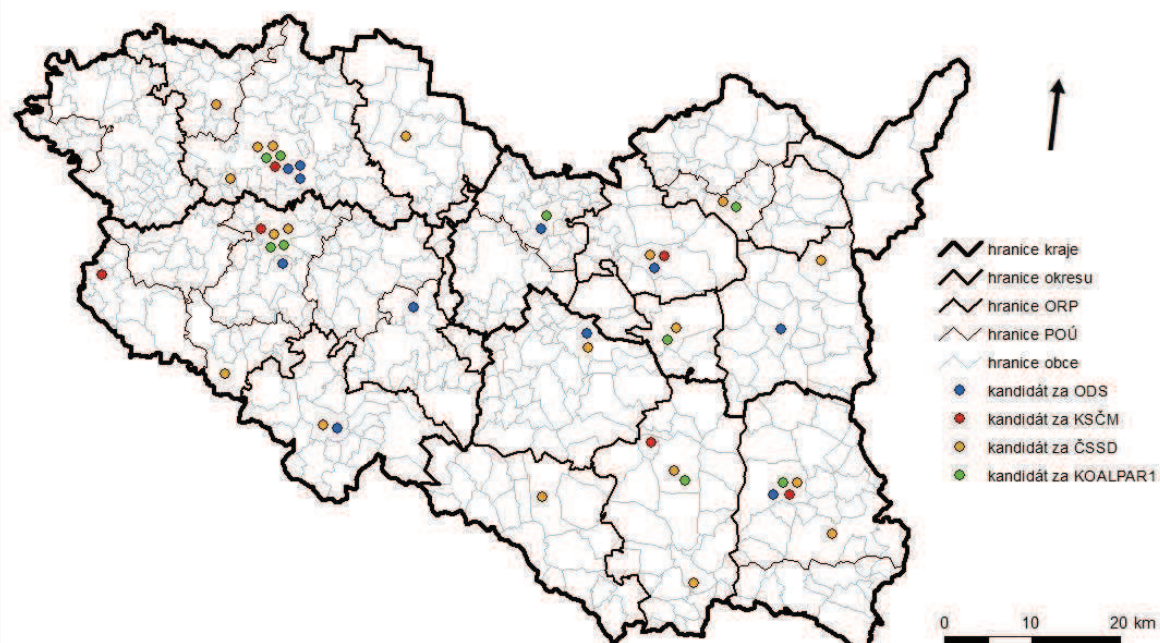 hranice kraje
hranice okresu
hranice ORP
hranice POÚ
hranice obce
kandidát za ODS
kandidát za KSČM
kandidát za ČSSD
kandidát za KOALPAR1
0 10 20 km